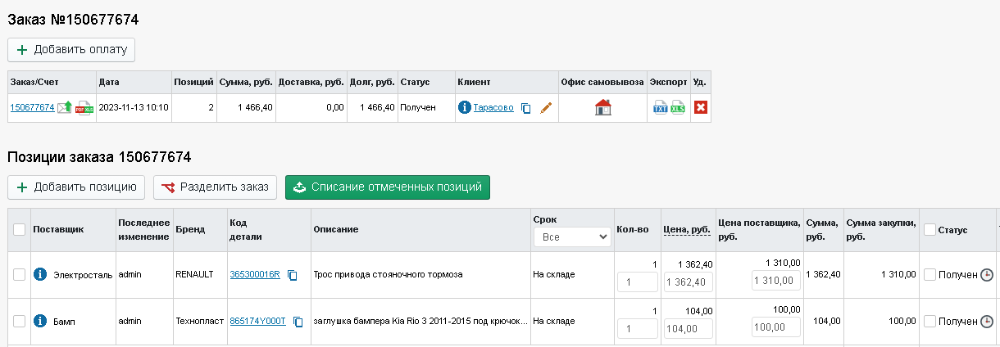 Заказ №150677674
Добавить оплату
Заказ/Счет Дата Позиций Сумма, руб. Доставка, руб. Долг, руб. Статус Клиент Офис самовывоза Экспорт Уд.
150677674 PDF XLS 2023-11-13 10:10 2 1 466,40 0,00 1 466,40 Получен Тарасово TXT XLS
Позиции заказа 150677674
Добавить позицию Разделить заказ Списание отмеченных позиций
Поставщик Последнее изменение Бренд Код детали Описание Срок Все Кол-во Цена, руб. Цена поставщика, руб. Сумма, руб. Сумма закупки, руб. Статус
1 1 362,40 1 310,00
Электросталь admin RENAULT 365300016R Трос привода стояночного тормоза На складе 1 1 362,40 1 310,00 1 362,40 1 310,00 Получен
1 104,00 100,00
Бамп admin Технопласт 865174Y000T заглушка бампера Kia Rio 3 2011-2015 под крючок... На складе 1 104,00 100,00 104,00 100,00 Получен